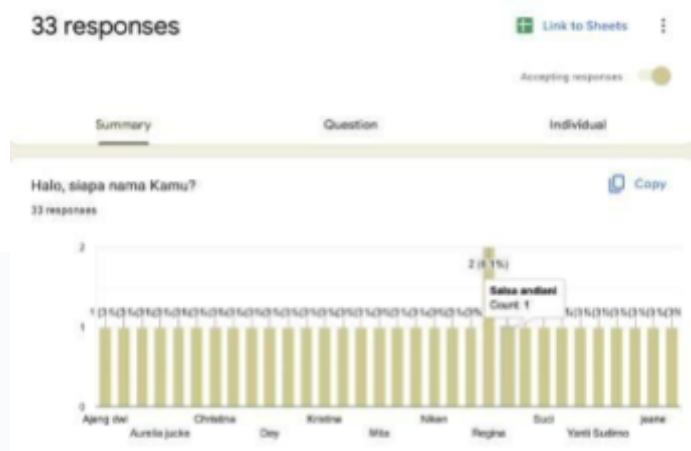 33 responses
Link to Sheets
Accepting responses
Summary Question Individual
Halo, siapa nama Kamu?
Copy
33 responses
2
2 (6.1%)
Salsa andiani
Count: 1
1
0
Ajeng dwi Christina Kristina Niken Suci jeane
Aurelia jucke Dey Mita Regina Yanti Sudirno